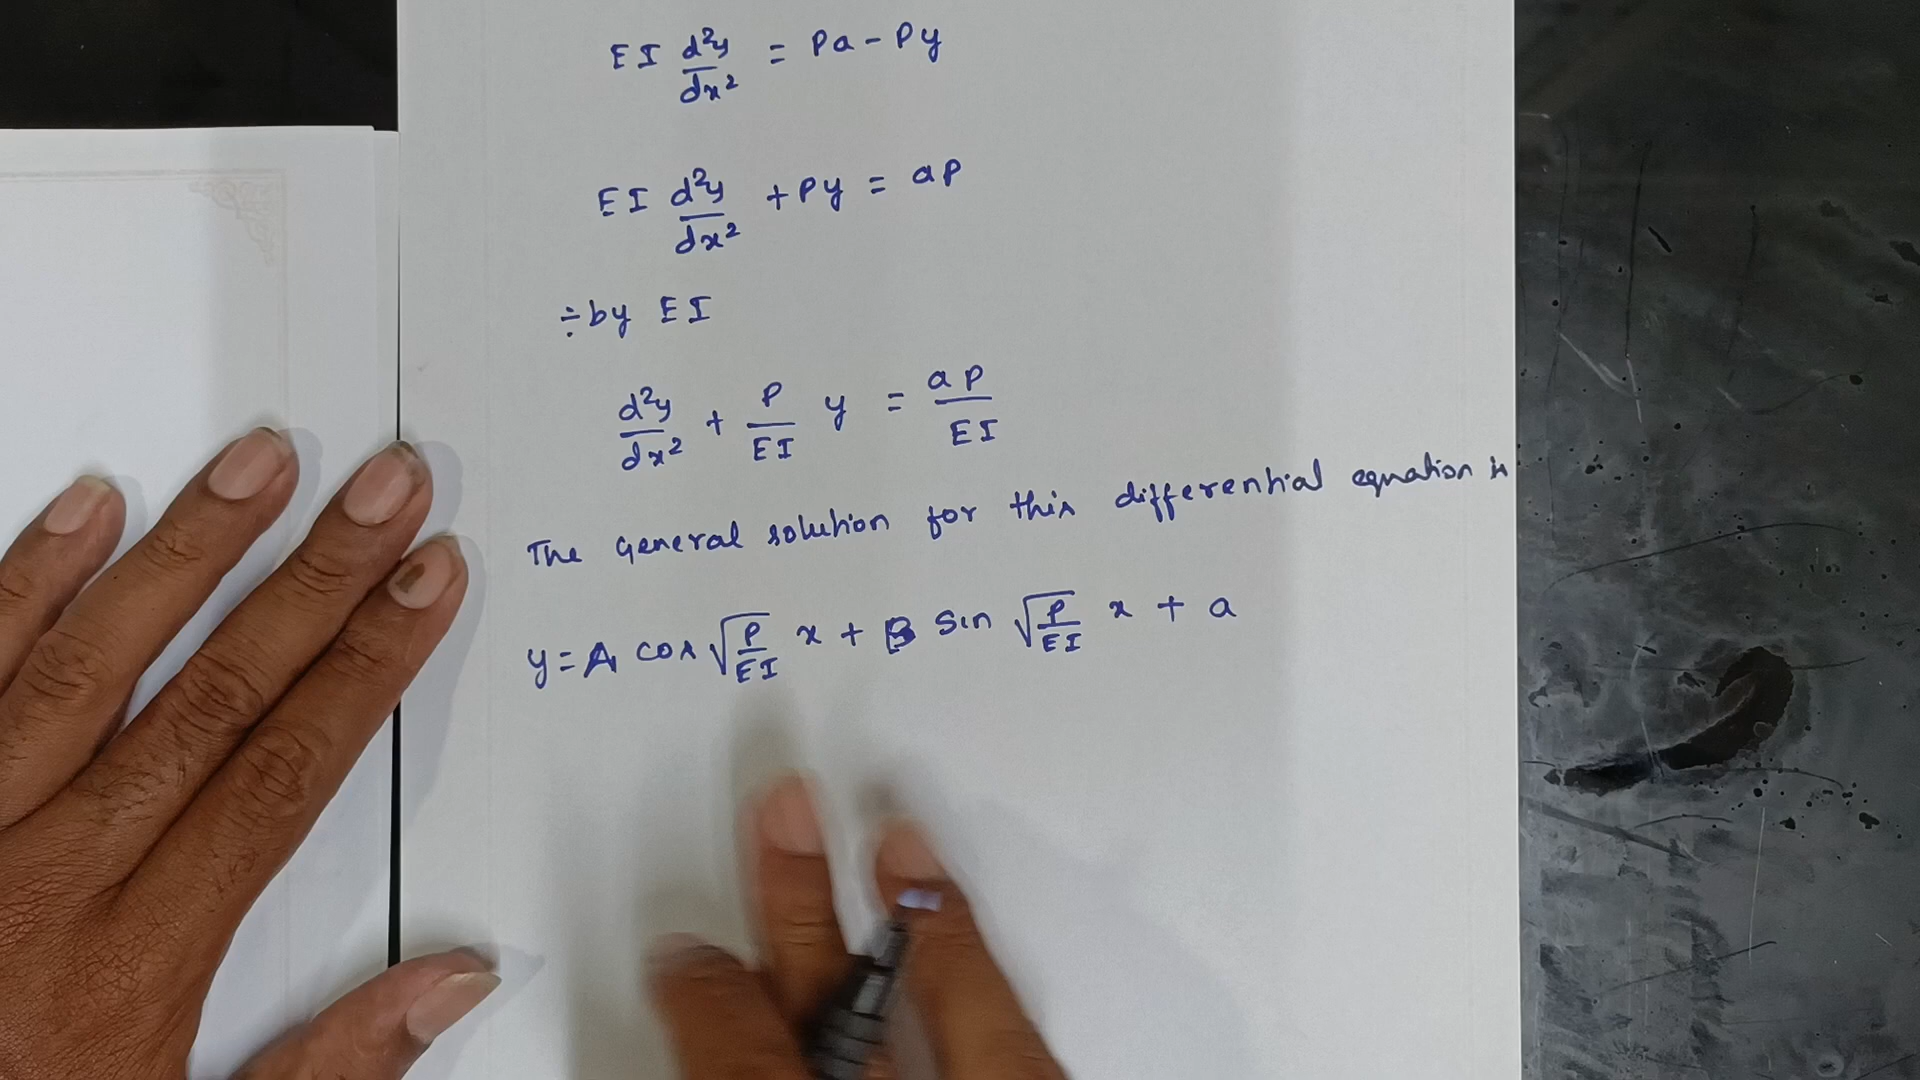 EI d²y/dx² = Pa - Py
EI d²y/dx² + Py = aP
÷ by EI
d²y/dx² + P/EI y = aP/EI
The General solution for this differential equation is
y = A cos √(P/EI) x + B sin √(P/EI) x + a